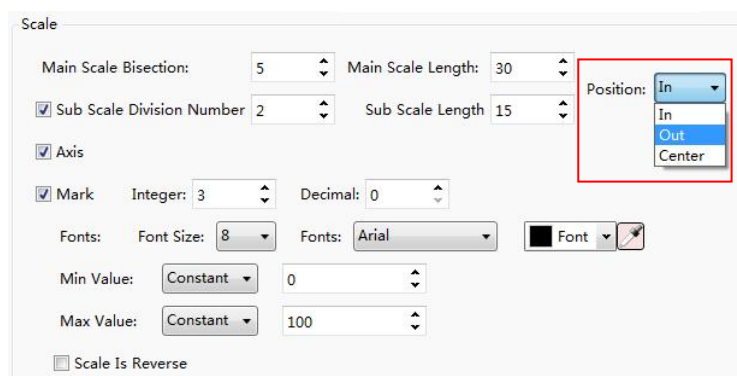 Scale
Main Scale Bisection: 5 Main Scale Length: 30
Position: In
Sub Scale Division Number 2 Sub Scale Length 15
In
Out
Center
Axis
Mark Integer: 3 Decimal: 0
Fonts: Font Size: 8 Fonts: Arial Font
Min Value: Constant 0
Max Value: Constant 100
Scale Is Reverse